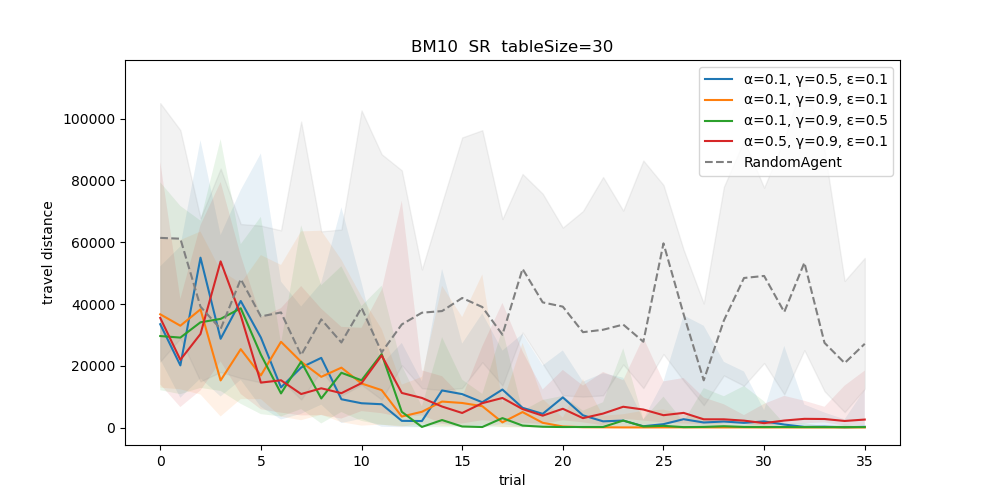 BM10 SR tableSize=30
α=0.1, γ=0.5, ε=0.1
α=0.1, γ=0.9, ε=0.1
α=0.1, γ=0.9, ε=0.5
α=0.5, γ=0.9, ε=0.1
RandomAgent
travel distance
100000
80000
60000
40000
20000
0
0 5 10 15 20 25 30 35
trial